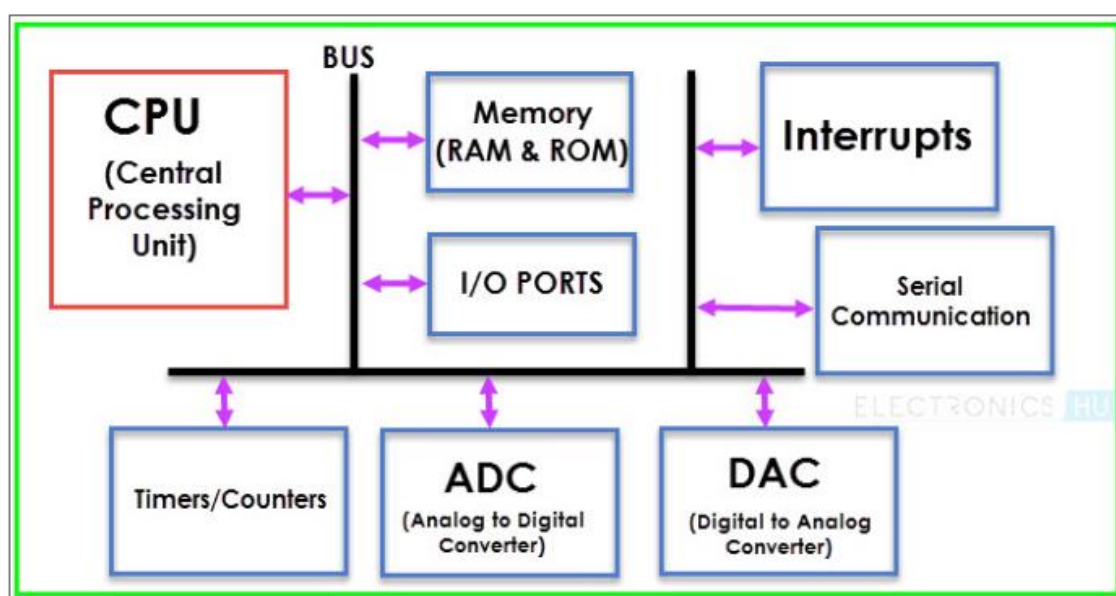 BUS
CPU
(Central
Processing
Unit)
Memory
(RAM & ROM)
Interrupts
I/O PORTS
Serial
Communication
ELECTRONICS HU
Timers/Counters
ADC
(Analog to Digital
Converter)
DAC
(Digital to Analog
Converter)